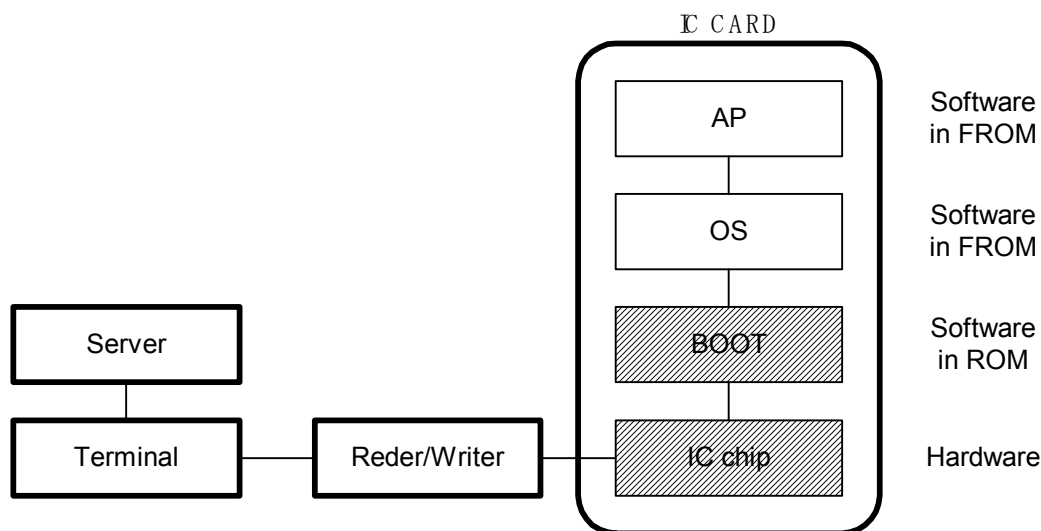 IC CARD
AP
Software
in FROM
OS
Software
in FROM
BOOT
Software
in ROM
Server
Terminal
Reder/Writer
IC chip
Hardware